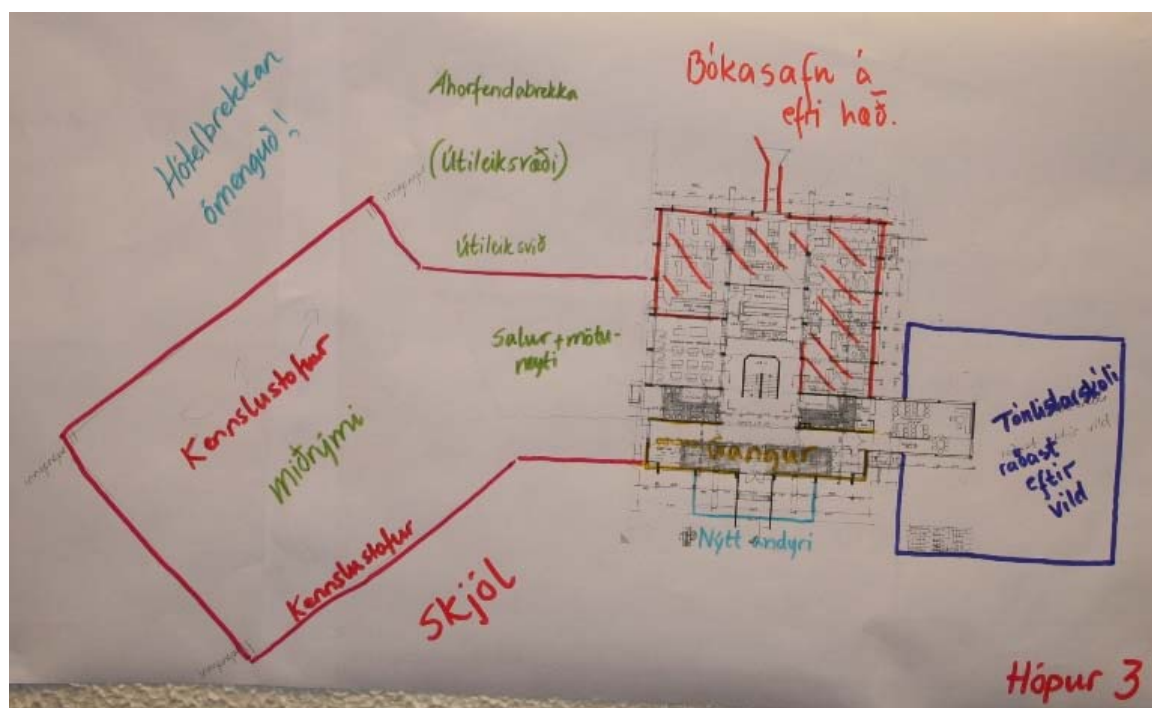 Hótelbrekkan
ómenguð!
Áhorfendabrekka
(Útileiksvæði)
Útileiksvið
Bókasafn á
efri hæð.
Salur + mötu-
neyti
Kennslustofur
miðrými
Kennslustofur
Skjól
Gangur
Nýtt andyri
Tónlistarskóli
raðast
eftir
vild
Hópur 3